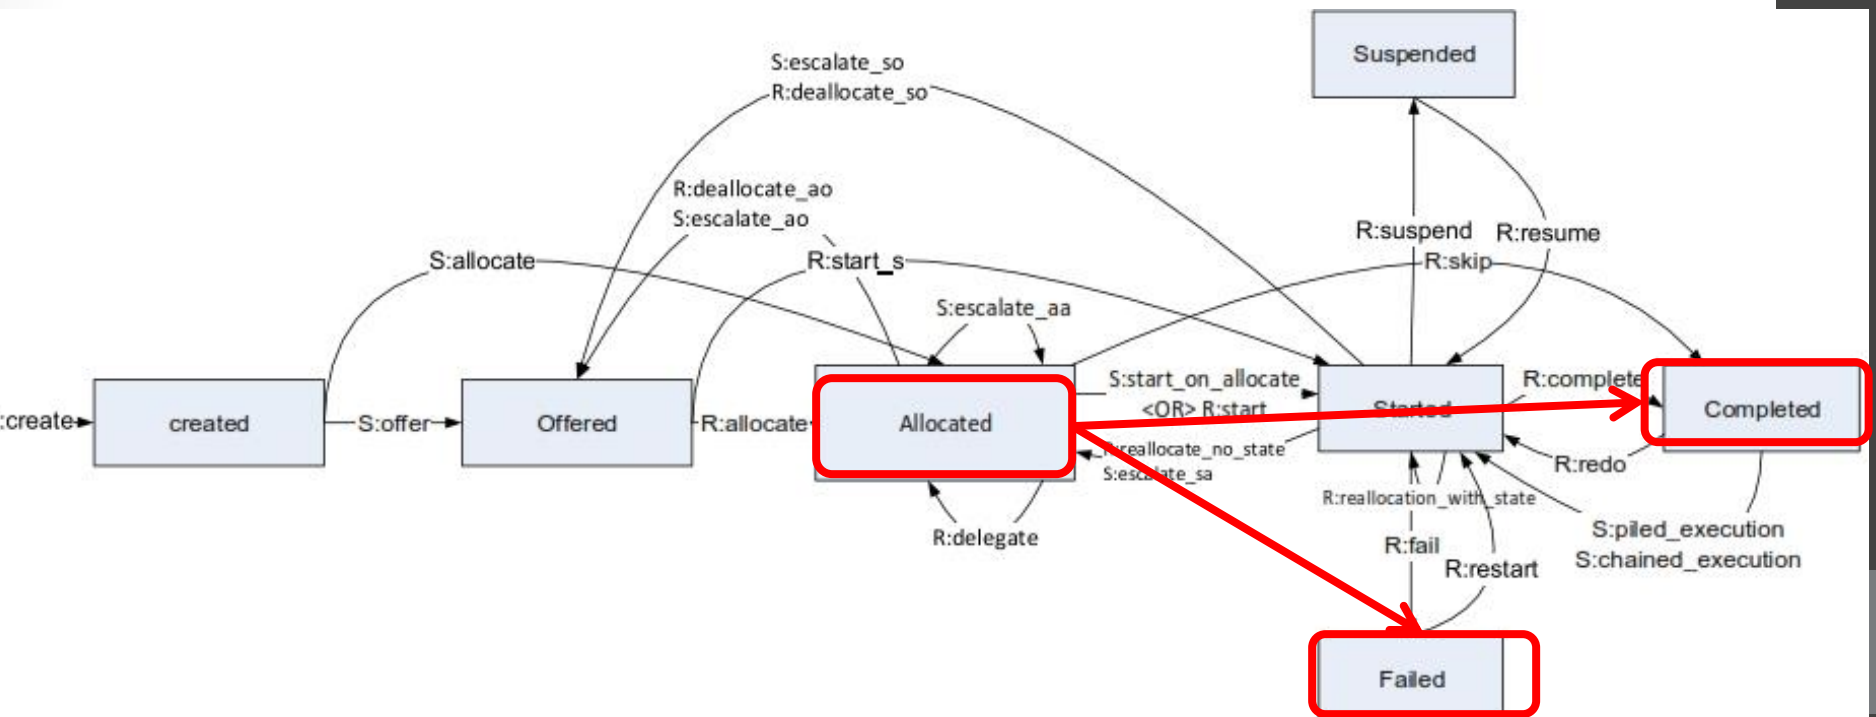 Suspended
S:escalate_so
R:deallocate_so
R:deallocate_ao
S:escalate_ao
R:suspend
R:resume
S:allocate
R:start_s
R:skip
S:escalate_aa
S:start_on_allocate
<OR> R:start
R:complete
:create
created
S:offer
Offered
R:allocate
Allocated
Started
Completed
R:reallocate_no_state
S:escalate_sa
R:redo
R:reallocation_with_state
R:delegate
R:fail
R:restart
S:piled_execution
S:chained_execution
Failed